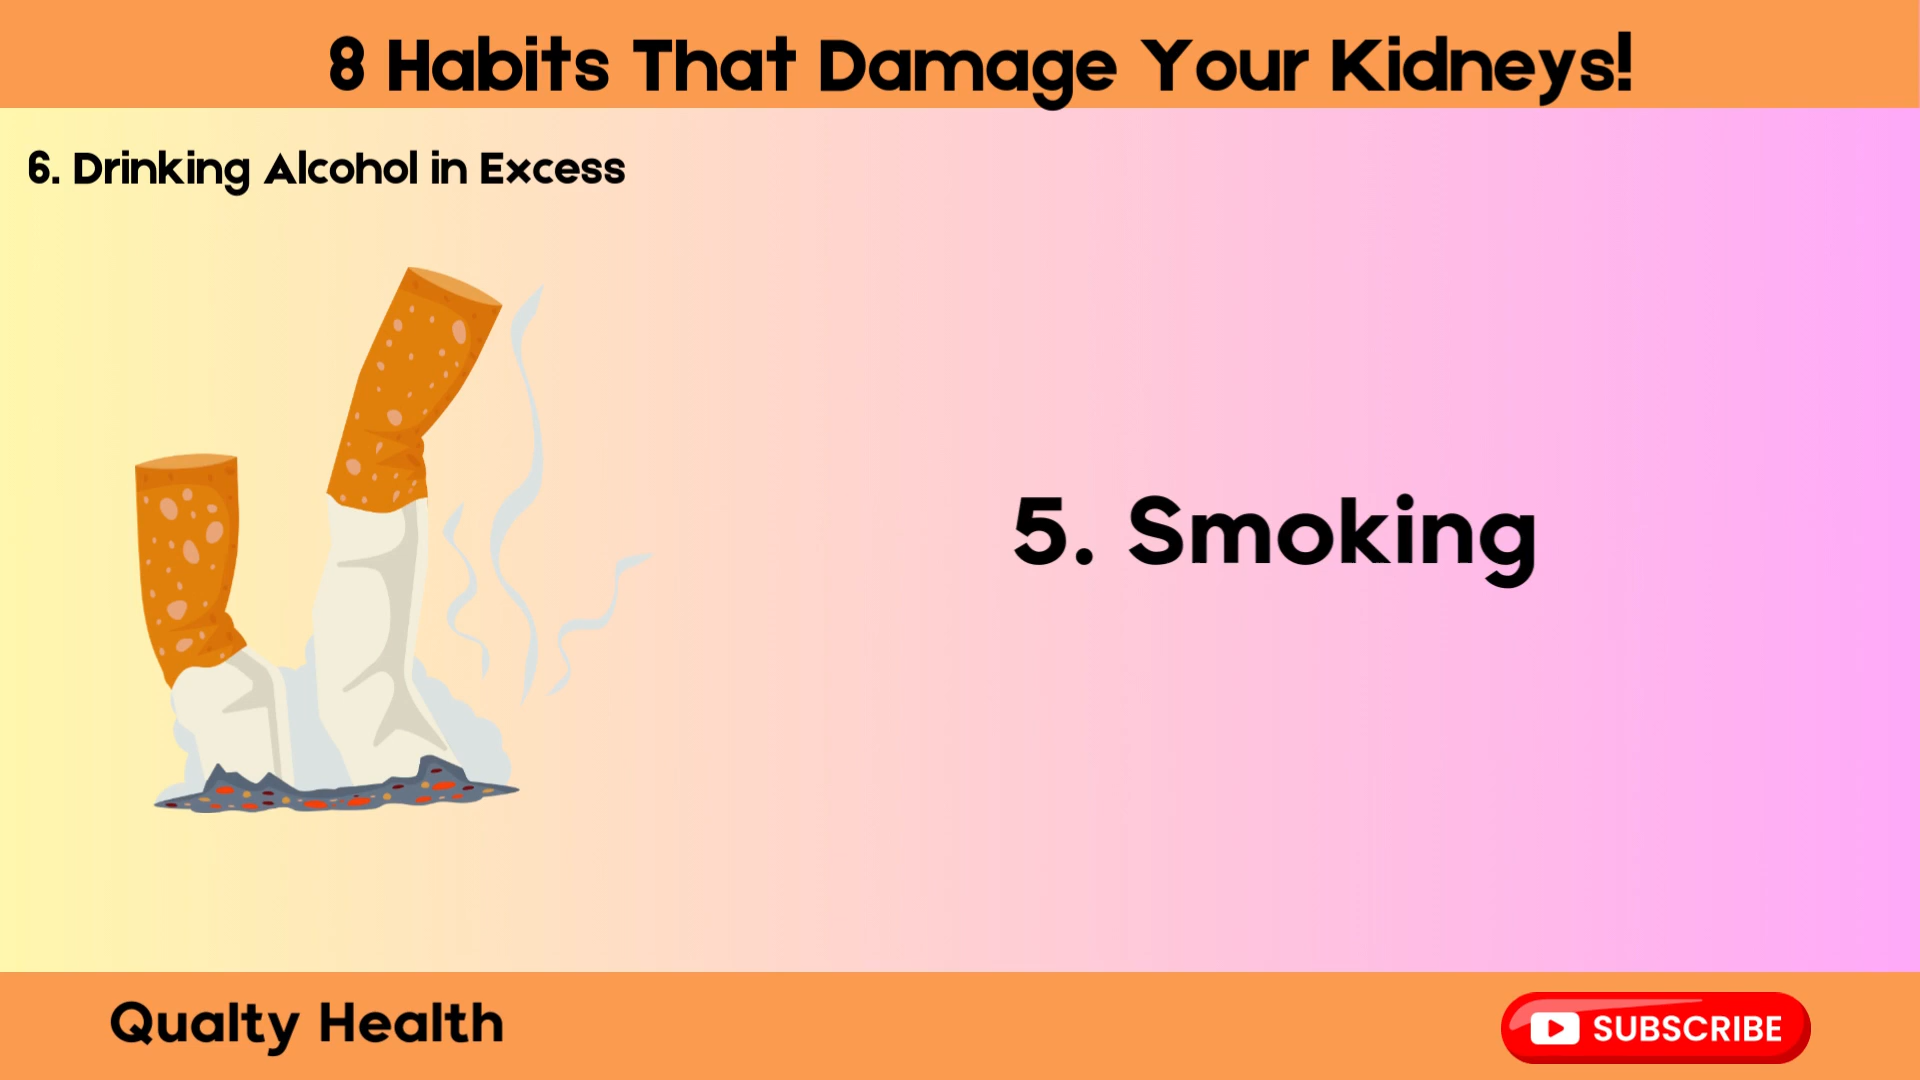 8 Habits That Damage Your Kidneys!
6. Drinking Alcohol in Excess
5. Smoking
Qualty Health
SUBSCRIBE